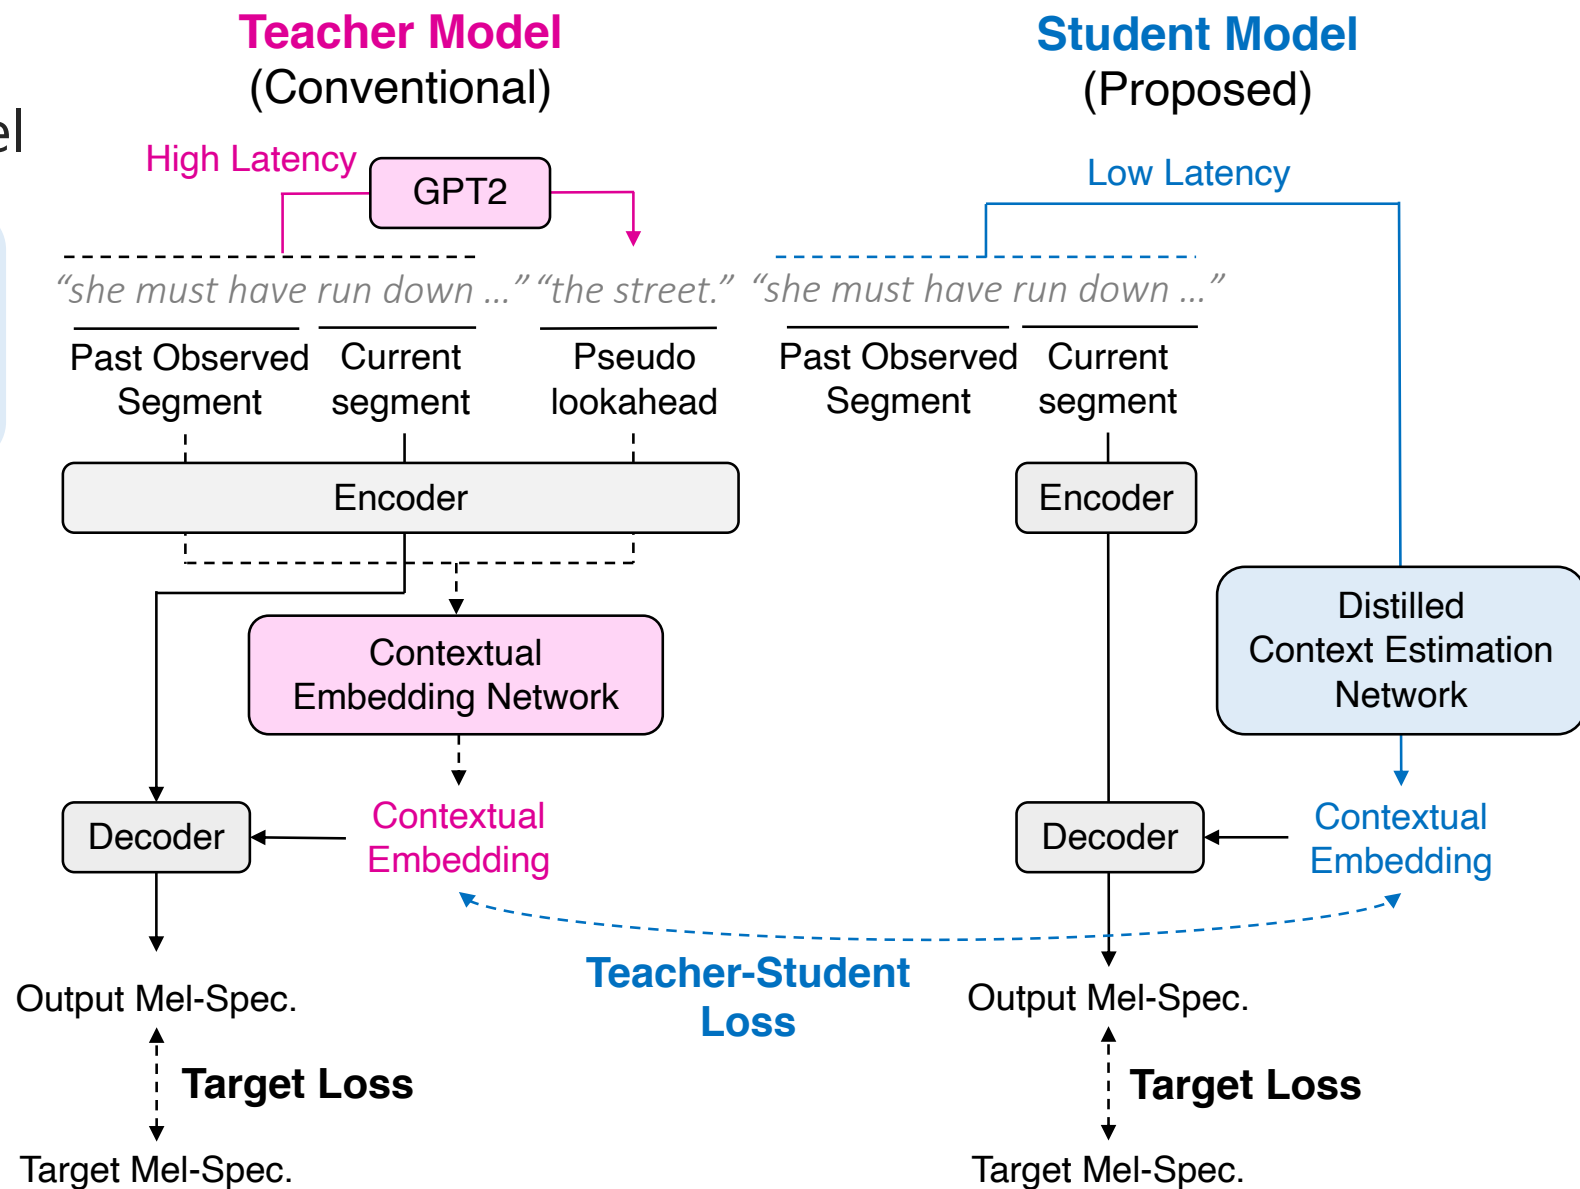 Teacher Model
(Conventional)
el
High Latency
GPT2
“she must have run down ...” “the street.”
Past Observed
Segment
Current
segment
Pseudo
lookahead
Encoder
Contextual
Embedding Network
Decoder
Contextual
Embedding
Output Mel-Spec.
Target Loss
Target Mel-Spec.
Teacher-Student
Loss
Student Model
(Proposed)
Low Latency
“she must have run down ...”
Past Observed
Segment
Current
segment
Encoder
Distilled
Context Estimation
Network
Decoder
Contextual
Embedding
Output Mel-Spec.
Target Loss
Target Mel-Spec.